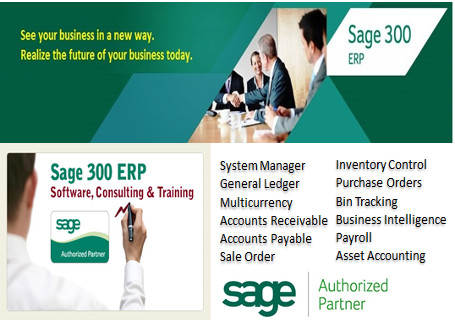 See your business in a new way.
Realize the future of your business today.
Sage 300
ERP
Sage 300 ERP
Software, Consulting & Training
sage
Authorized Partner
System Manager
General Ledger
Multicurrency
Accounts Receivable
Accounts Payable
Sale Order
Inventory Control
Purchase Orders
Bin Tracking
Business Intelligence
Payroll
Asset Accounting
sage
Authorized
Partner